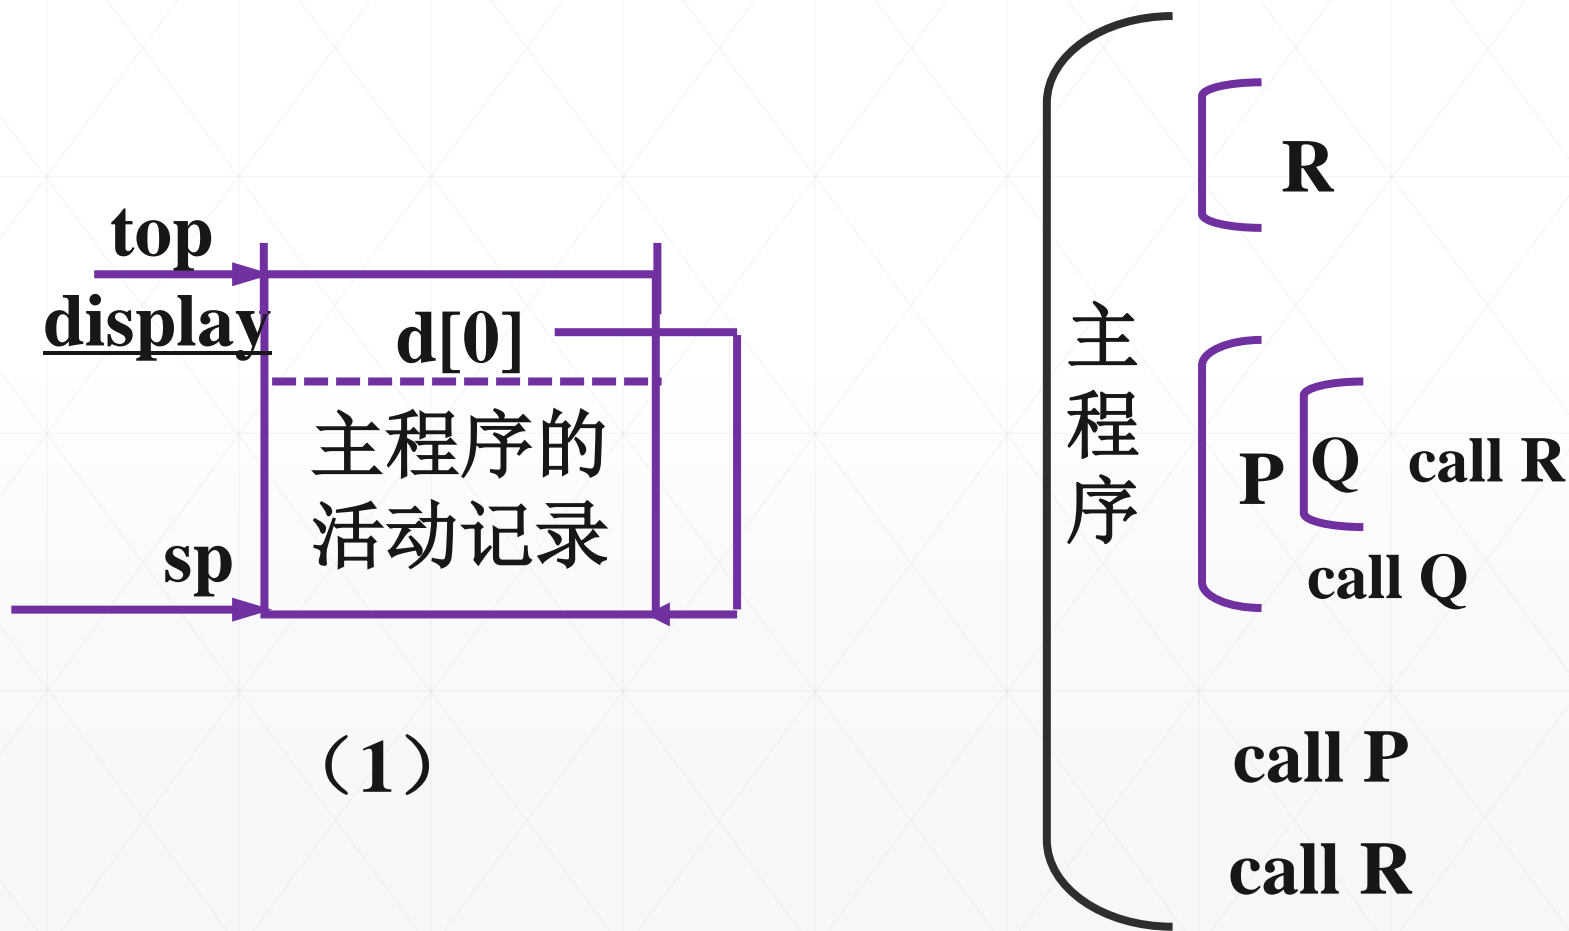 top
display
d[0]
主程序的
活动记录
sp
（1）
主
程
序
R
P
Q
call R
call Q
call P
call R